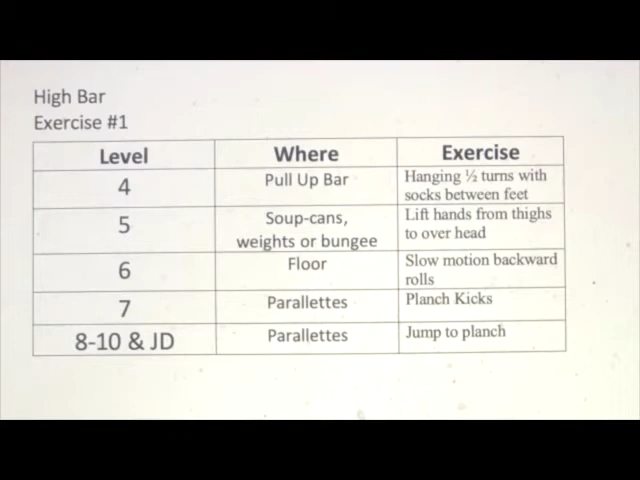 High Bar
Exercise #1
Level Where Exercise
4 Pull Up Bar Hanging ½ turns with
socks between feet
5 Soup-cans, Lift hands from thighs
weights or bungee to over head
6 Floor Slow motion backward
rolls
7 Parallettes Planch Kicks
8-10 & JD Parallettes Jump to planch